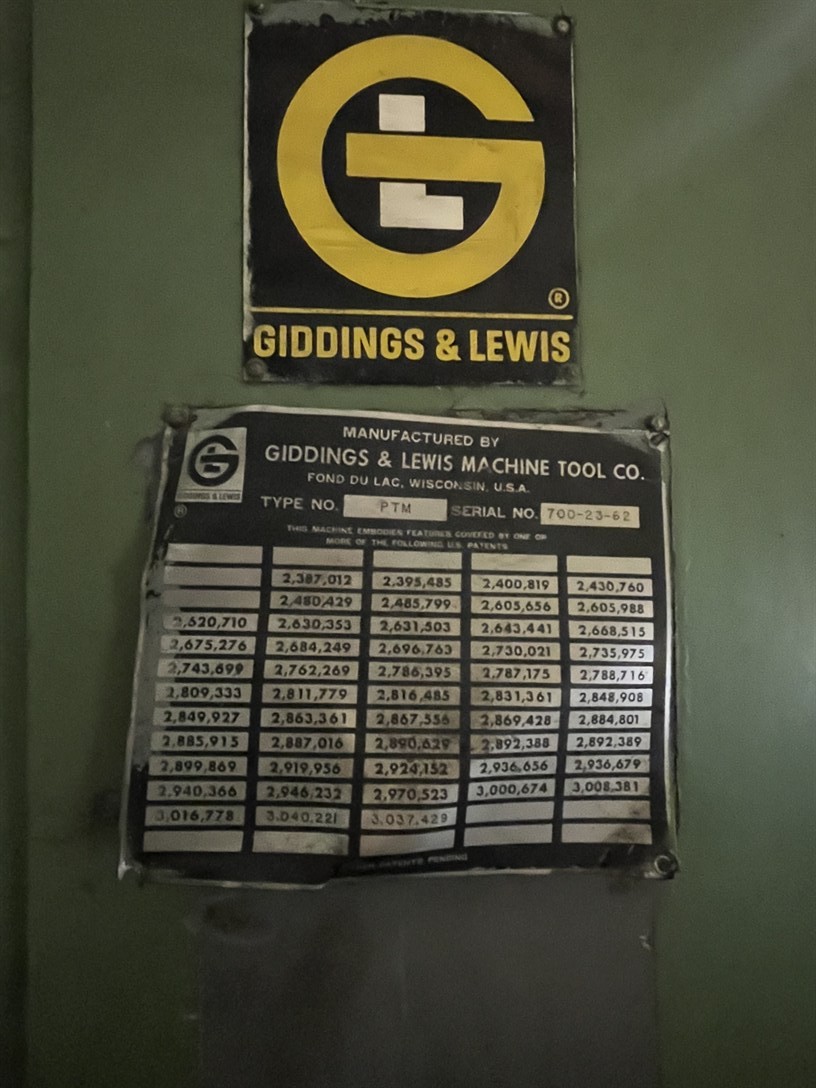 ®
GIDDINGS & LEWIS
MANUFACTURED BY
GIDDINGS & LEWIS MACHINE TOOL CO.
FOND DU LAC, WISCONSIN, U.S.A.
GIDDINGS & LEWIS
®
TYPE NO. PTM SERIAL NO. 700-23-62
THIS MACHINE EMBODIES FEATURES COVERED BY ONE OR
MORE OF THE FOLLOWING U.S. PATENTS
2,387,012 2,395,485 2,400,819 2,430,760
2,480,429 2,485,799 2,605,656 2,605,988
2,620,710 2,630,353 2,631,503 2,643,441 2,668,515
2,675,276 2,684,249 2,696,763 2,730,021 2,735,975
2,743,699 2,762,269 2,786,395 2,787,175 2,788,716
2,809,333 2,811,779 2,816,485 2,831,361 2,848,908
2,849,927 2,863,361 2,867,556 2,869,428 2,884,801
2,885,915 2,887,016 2,890,629 2,892,388 2,892,389
2,899,869 2,919,956 2,924,152 2,936,656 2,936,679
2,940,366 2,946,232 2,970,523 3,000,674 3,008,381
3,016,778 3,040,221 3,037,429
PATENTS PENDING